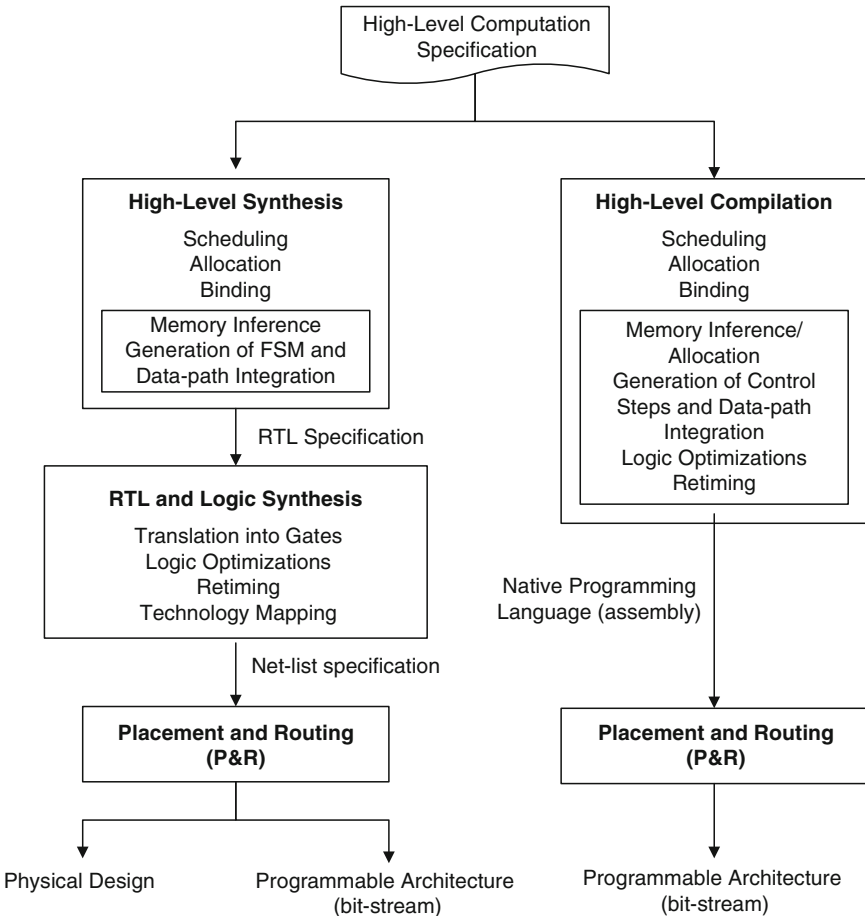 High-Level Computation
Specification
High-Level Synthesis
Scheduling
Allocation
Binding
Memory Inference
Generation of FSM and
Data-path Integration
RTL Specification
RTL and Logic Synthesis
Translation into Gates
Logic Optimizations
Retiming
Technology Mapping
Net-list specification
Placement and Routing
(P&R)
Physical Design
Programmable Architecture
(bit-stream)
High-Level Compilation
Scheduling
Allocation
Binding
Memory Inference/
Allocation
Generation of Control
Steps and Data-path
Integration
Logic Optimizations
Retiming
Native Programming
Language (assembly)
Placement and Routing
(P&R)
Programmable Architecture
(bit-stream)